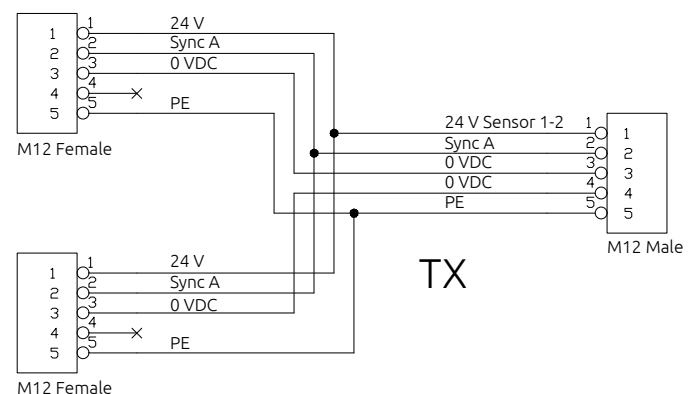 1 1 24 V
2 2 Sync A
3 3 0 VDC
4 4
5 5 PE
M12 Female
24 V Sensor 1-2 1 1
Sync A 2 2
0 VDC 3 3
0 VDC 4 4
PE 5 5
M12 Male
TX
1 1 24 V
2 2 Sync A
3 3 0 VDC
4 4
5 5 PE
M12 Female